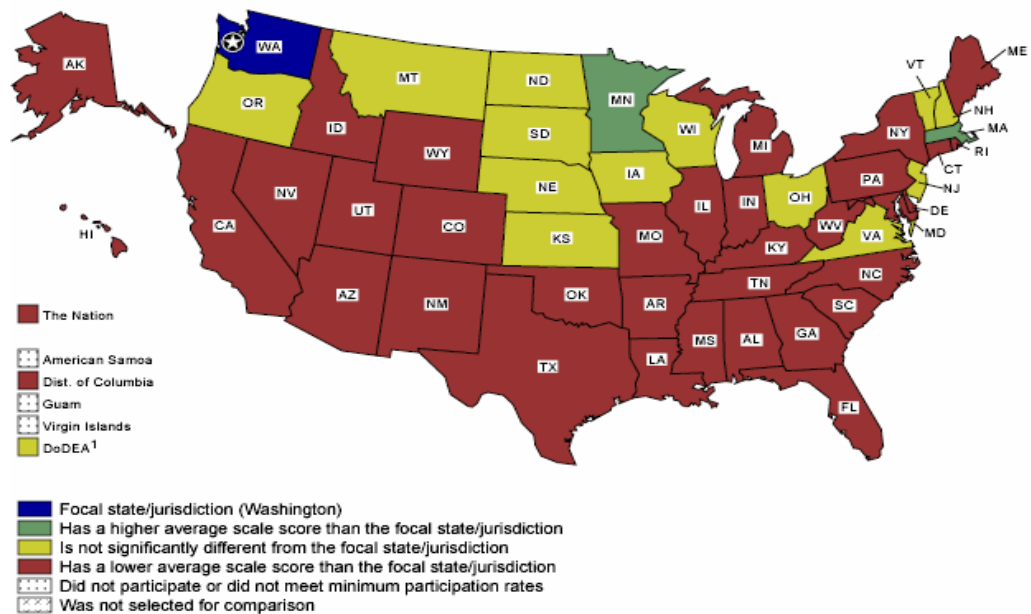 AK
WA
MT
ND
MN
VT
ME
OR
ID
SD
WI
NH
MA
NY
RI
WY
MI
CT
PA
NJ
NV
NE
IA
OH
DE
UT
IL
IN
WV
MD
CA
CO
KS
MO
KY
VA
HI
AZ
NM
OK
AR
TN
NC
SC
TX
MS
AL
GA
LA
FL
The Nation
American Samoa
Dist. of Columbia
Guam
Virgin Islands
DoDEA¹
Focal state/jurisdiction (Washington)
Has a higher average scale score than the focal state/jurisdiction
Is not significantly different from the focal state/jurisdiction
Has a lower average scale score than the focal state/jurisdiction
Did not participate or did not meet minimum participation rates
Was not selected for comparison